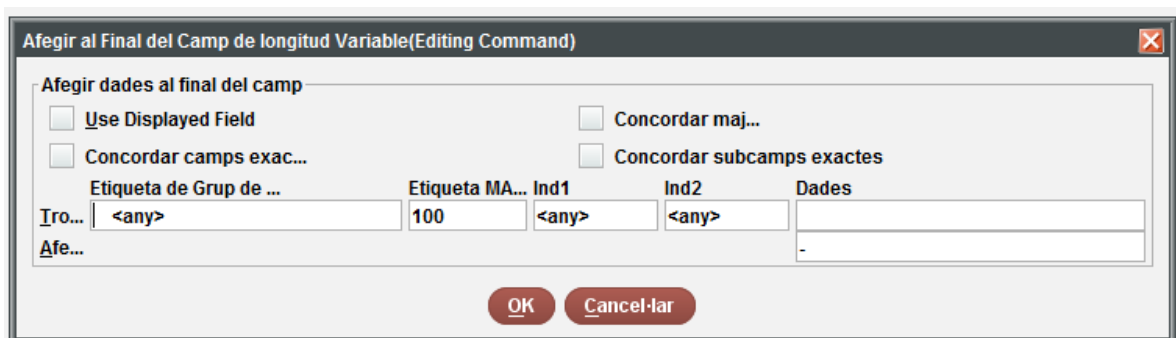 Afegir al Final del Camp de longitud Variable(Editing Command)
Afegir dades al final del camp
Use Displayed Field Concordar maj...
Concordar camps exac... Concordar subcamps exactes
Etiqueta de Grup de ... Etiqueta MA... Ind1 Ind2 Dades
Tro... <any> 100 <any> <any>
Afe... -
OK Cancel·lar